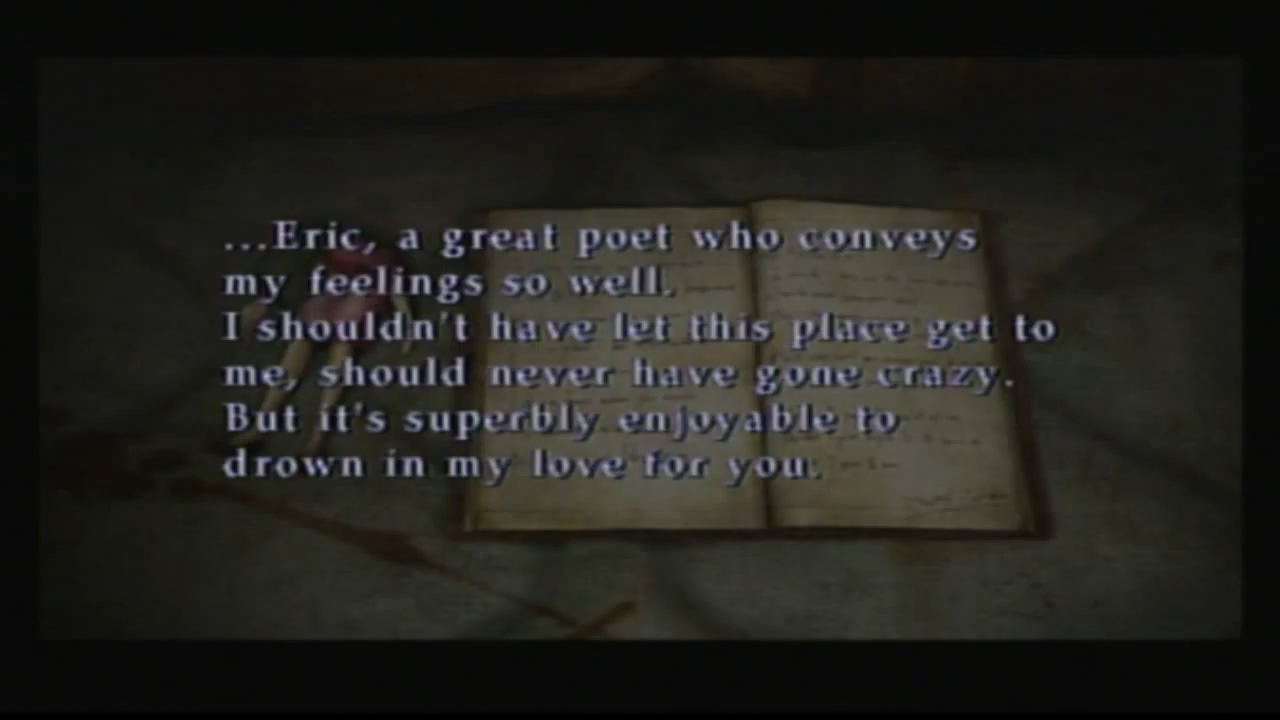 ...Eric, a great poet who conveys
my feelings so well.
I shouldn't have let this place get to
me, should never have gone crazy.
But it's superbly enjoyable to
drown in my love for you.